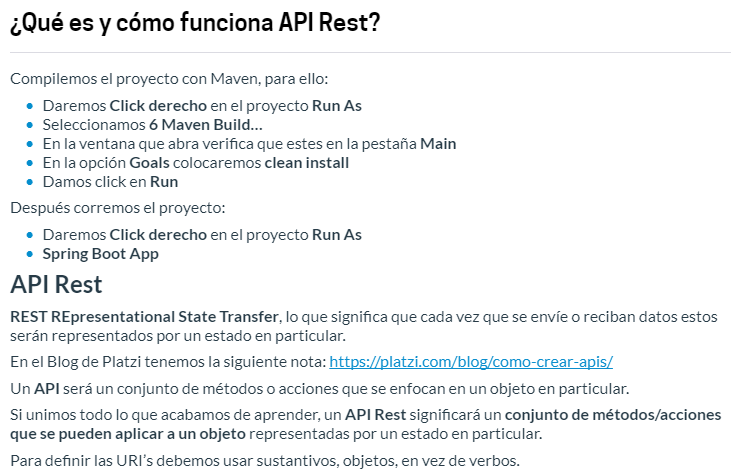 ¿Qué es y cómo funciona API Rest?
Compilemos el proyecto con Maven, para ello:
• Daremos Click derecho en el proyecto Run As
• Seleccionamos 6 Maven Build...
• En la ventana que abra verifica que estes en la pestaña Main
• En la opción Goals colocaremos clean install
• Damos click en Run
Después corremos el proyecto:
• Daremos Click derecho en el proyecto Run As
• Spring Boot App
API Rest
REST REpresentational State Transfer, lo que significa que cada vez que se envíe o reciban datos estos
serán representados por un estado en particular.
En el Blog de Platzi tenemos la siguiente nota: https://platzi.com/blog/como-crear-apis/
Un API será un conjunto de métodos o acciones que se enfocan en un objeto en particular.
Si unimos todo lo que acabamos de aprender, un API Rest significará un conjunto de métodos/acciones
que se pueden aplicar a un objeto representadas por un estado en particular.
Para definir las URI’s debemos usar sustantivos, objetos, en vez de verbos.